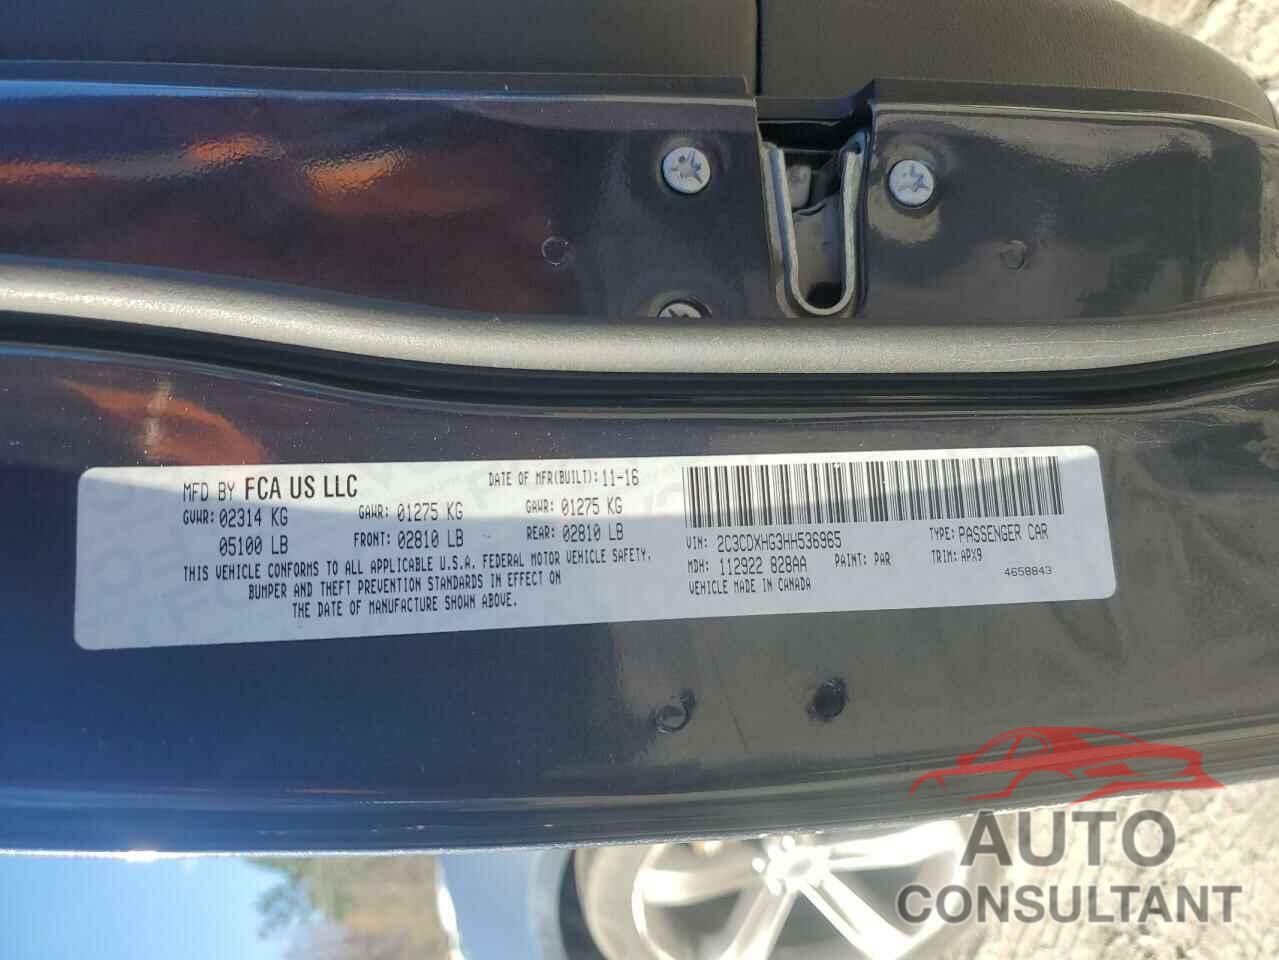 MFD BY FCA US LLC
DATE OF MFR(BUILT): 11-16
GVWR: 02314 KG
GAWR: 01275 KG
GAWR: 01275 KG
05100 LB
FRONT: 02810 LB
REAR: 02810 LB
THIS VEHICLE CONFORMS TO ALL APPLICABLE U.S.A. FEDERAL MOTOR VEHICLE SAFETY.
BUMPER AND THEFT PREVENTION STANDARDS IN EFFECT ON
THE DATE OF MANUFACTURE SHOWN ABOVE.
VIN: 2C3CDXHG3HH536965
TYPE: PASSENGER CAR
MDH: 112922 828AA
PAINT: PAR
TRIM: APX9
VEHICLE MADE IN CANADA
4658843
AUTO
CONSULTANT